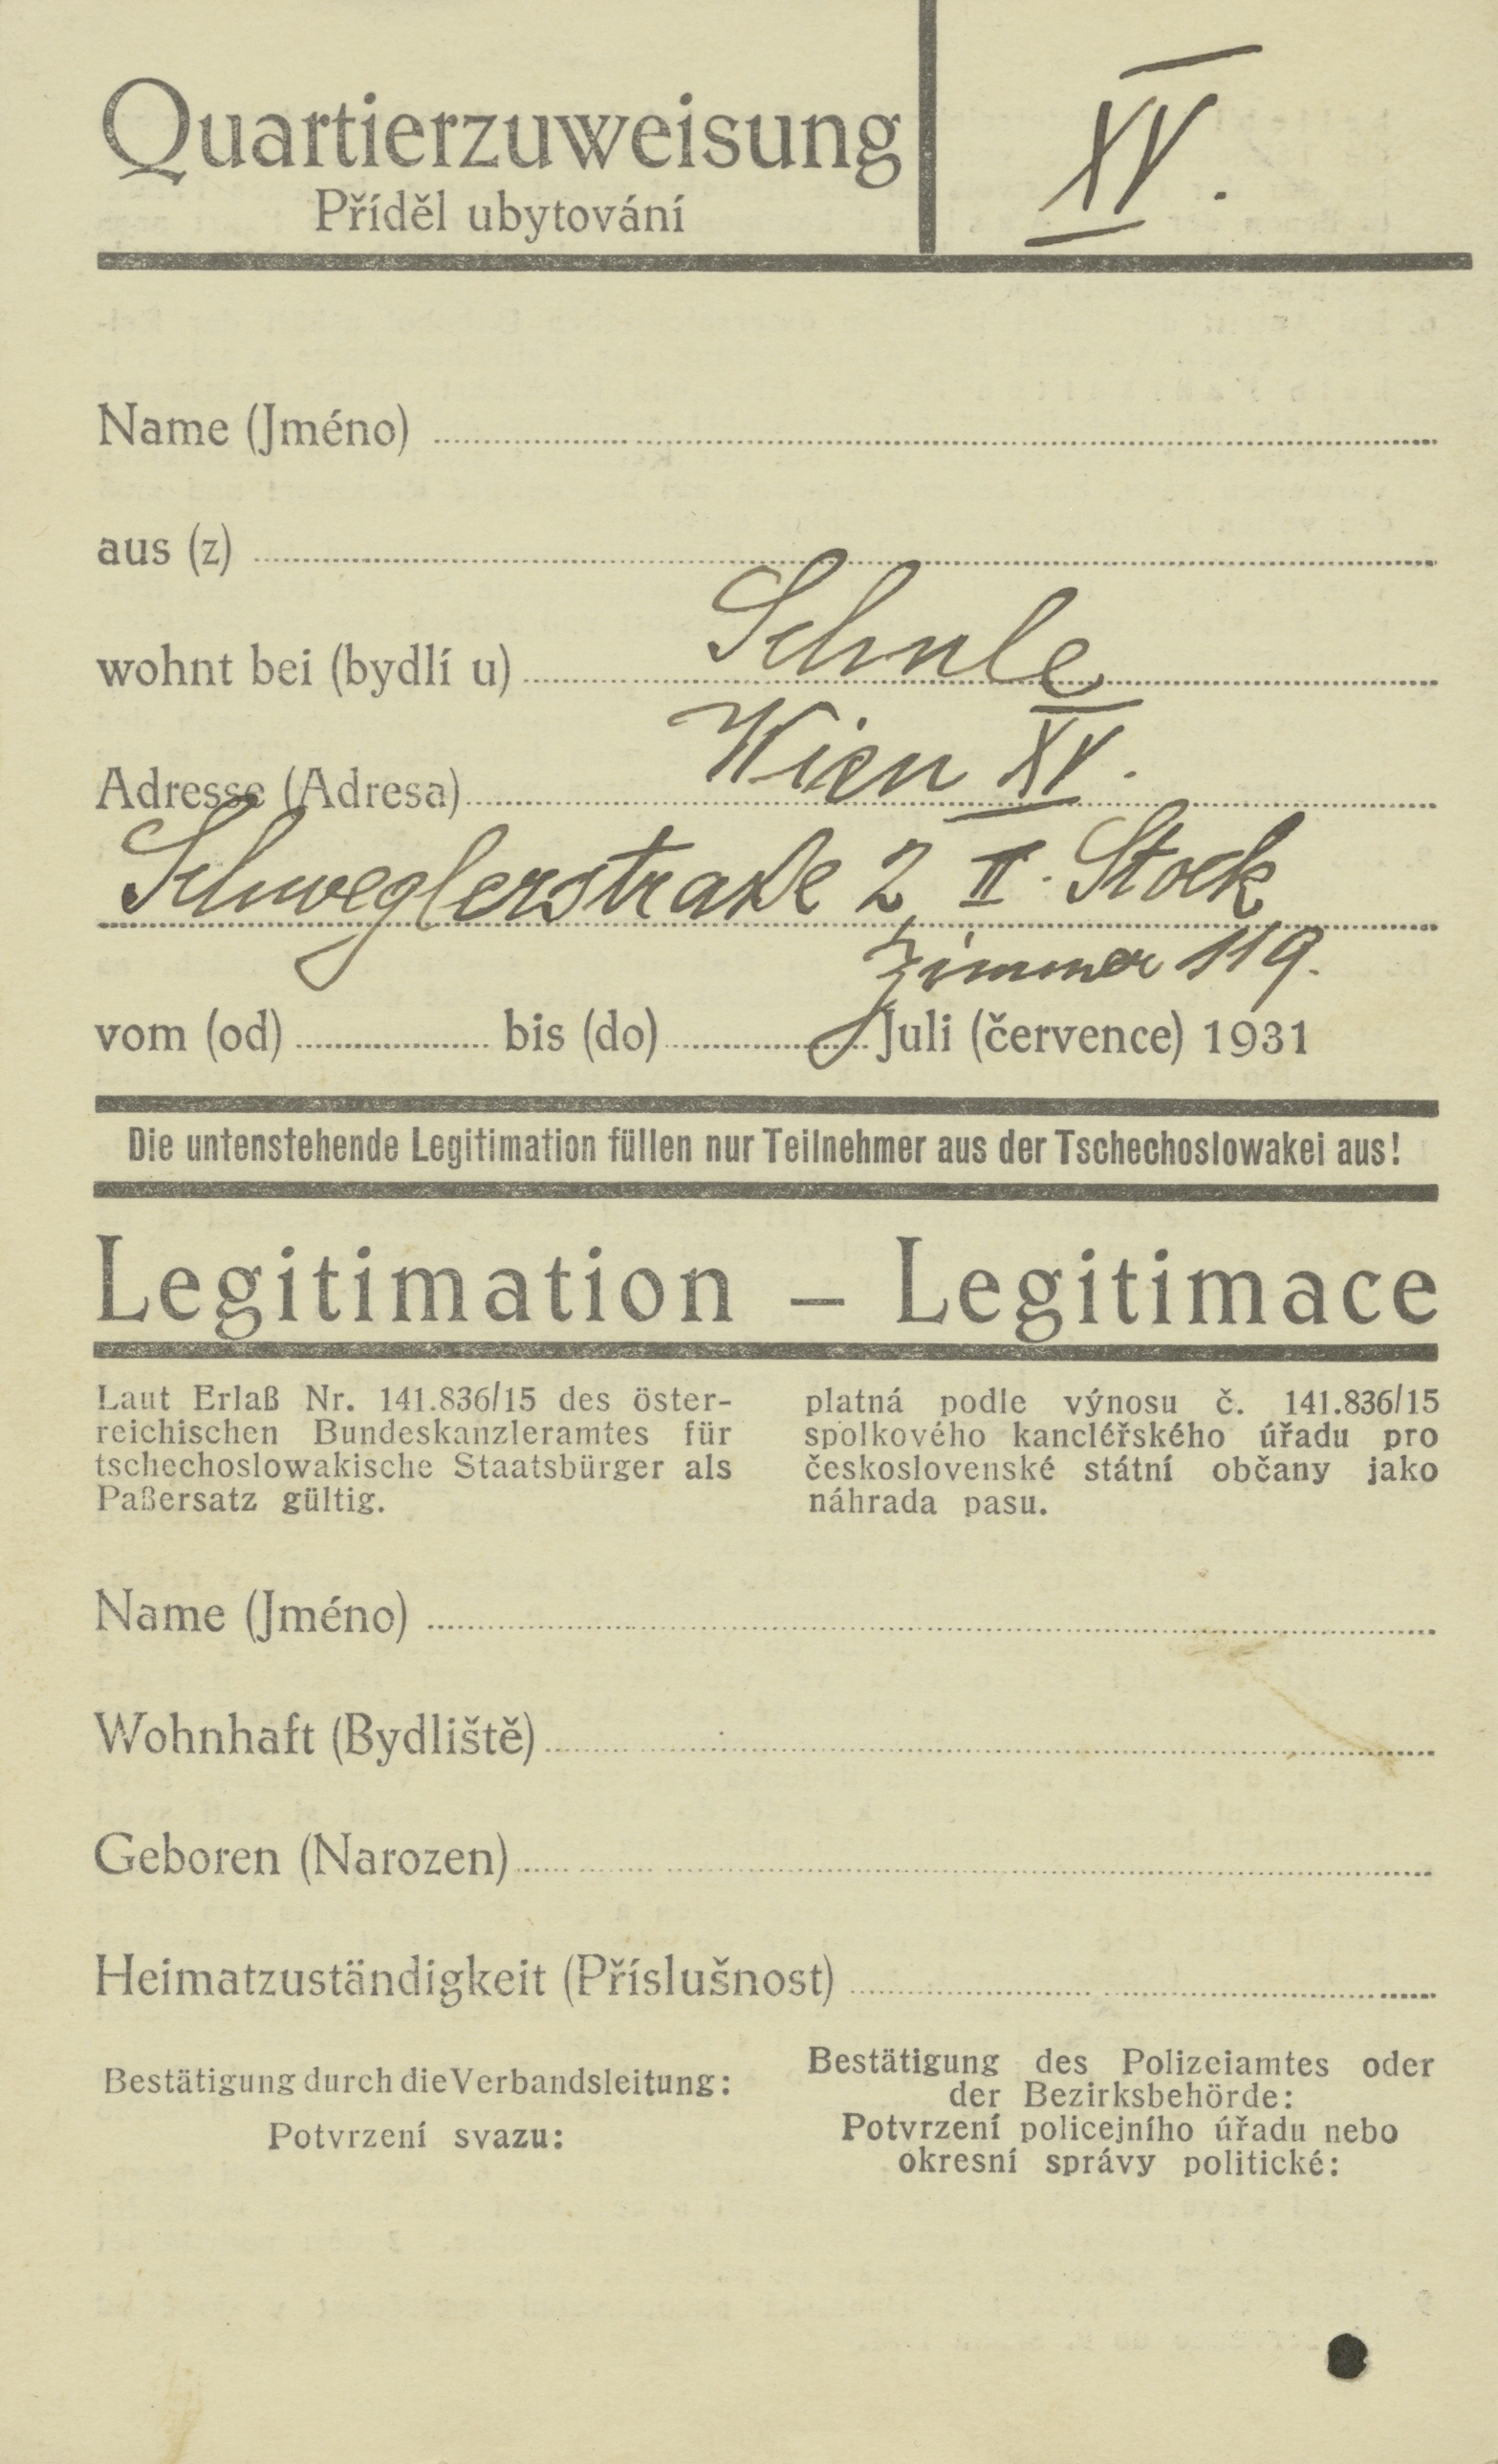 Quartierzuweisung
Příděl ubytování
XV.
Name (Jméno)
aus (z)
wohnt bei (bydlí u) Schule
Adresse (Adresa) Wien XV.
Schweglerstraße 2 II. Stock
Zimmer 119.
vom (od) bis (do) Juli (července) 1931
Die untenstehende Legitimation füllen nur Teilnehmer aus der Tschechoslowakei aus!
Legitimation – Legitimace
Laut Erlaß Nr. 141.836/15 des öster-
reichischen Bundeskanzleramtes für
tschechoslowakische Staatsbürger als
Paßersatz gültig.
platná podle výnosu č. 141.836/15
spolkového kancléřského úřadu pro
československé státní občany jako
náhrada pasu.
Name (Jméno)
Wohnhaft (Bydliště)
Geboren (Narozen)
Heimatzuständigkeit (Příslušnost)
Bestätigung durch die Verbandsleitung:
Potvrzení svazu:
Bestätigung des Polizeiamtes oder
der Bezirksbehörde:
Potvrzení policejního úřadu nebo
okresní správy politické: